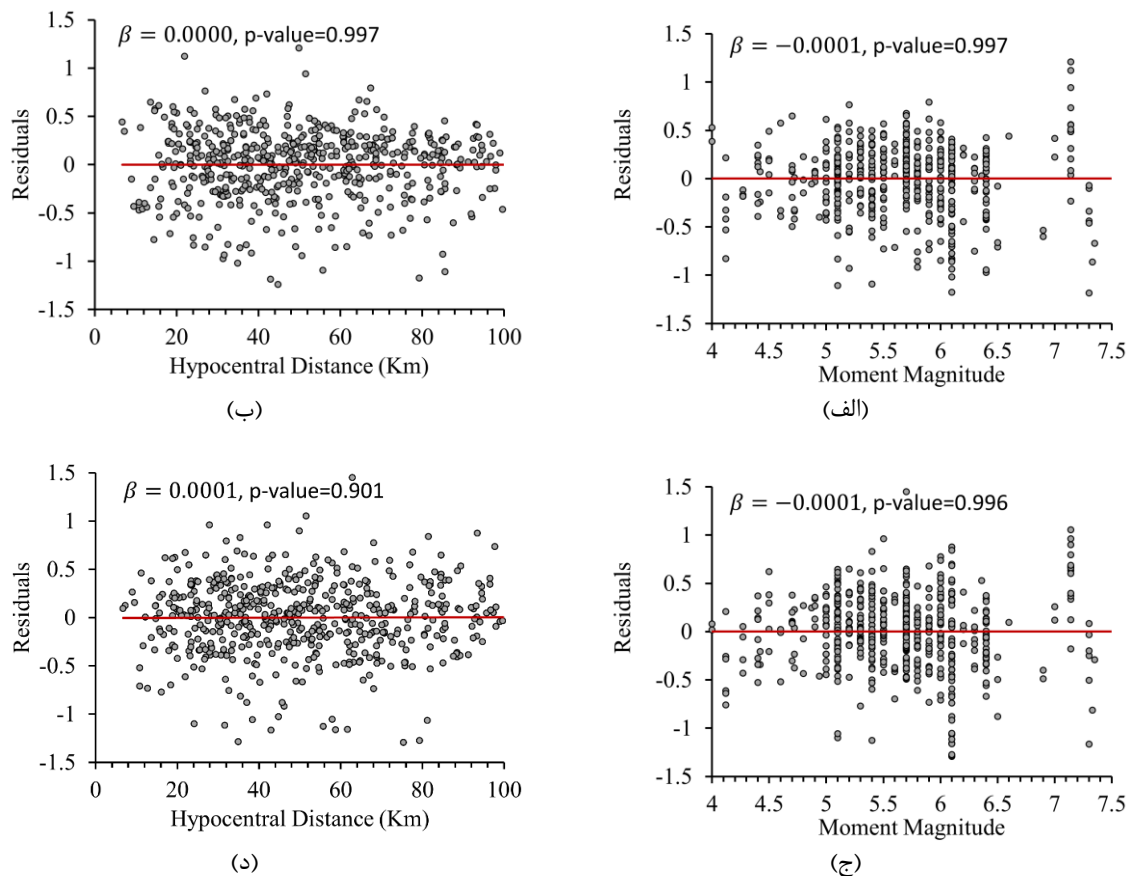 β = 0.0000, p-value=0.997
1.5
1
0.5
0
-0.5
-1
-1.5
Residuals
0 20 40 60 80 100
Hypocentral Distance (Km)
(ب)
β = −0.0001, p-value=0.997
1.5
1
0.5
0
-0.5
-1
-1.5
Residuals
4 4.5 5 5.5 6 6.5 7 7.5
Moment Magnitude
(الف)
β = 0.0001, p-value=0.901
1.5
1
0.5
0
-0.5
-1
-1.5
Residuals
0 20 40 60 80 100
Hypocentral Distance (Km)
(د)
β = −0.0001, p-value=0.996
1.5
1
0.5
0
-0.5
-1
-1.5
Residuals
4 4.5 5 5.5 6 6.5 7 7.5
Moment Magnitude
(ج)